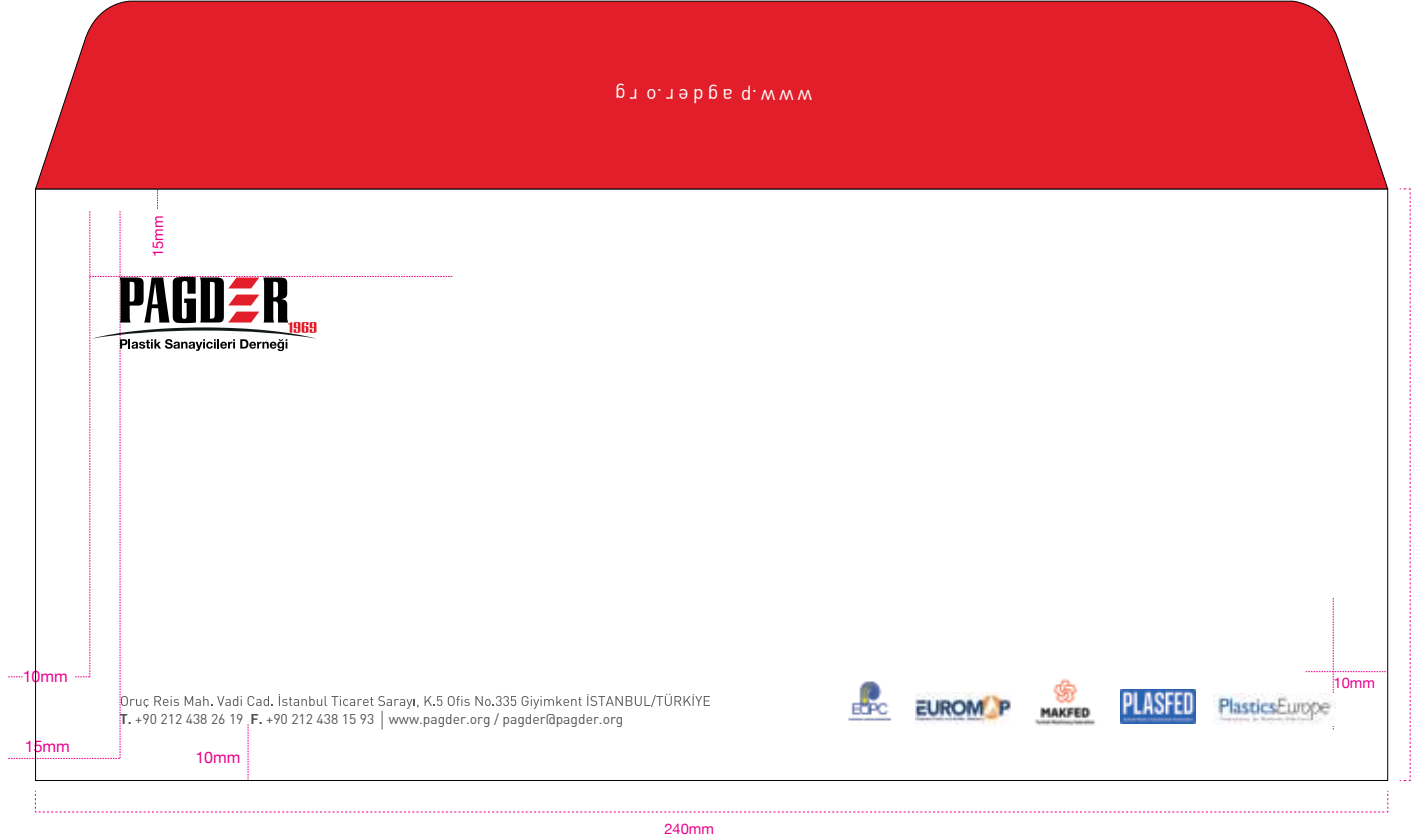 www.pagder.org
15mm
PAGDER
1969
Plastik Sanayicileri Derneği
10mm
Oruç Reis Mah. Vadi Cad. İstanbul Ticaret Sarayı, K.5 Ofis No.335 Giyimkent İSTANBUL/TÜRKİYE
T. +90 212 438 26 19 F. +90 212 438 15 93 | www.pagder.org / pagder@pagder.org
15mm
10mm
ECPC
EUROMAP
MAKFED
PLASFED
PlasticsEurope
10mm
240mm